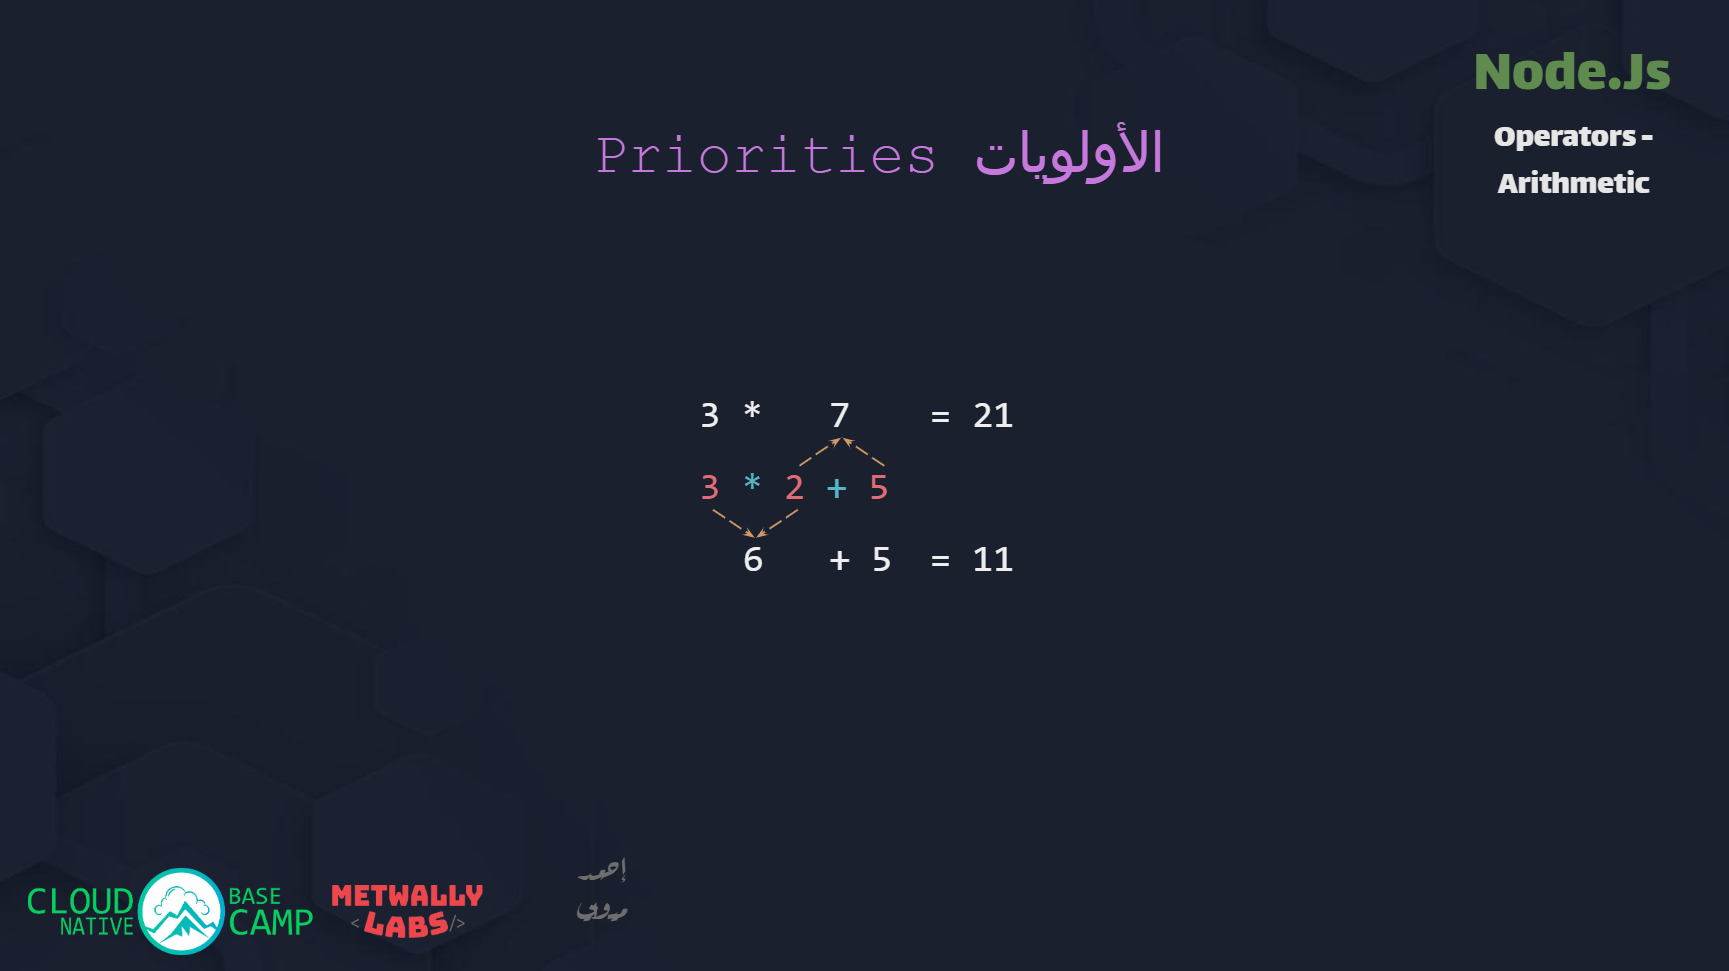 Node.Js
Operators -
Arithmetic
Priorities الأولويات
3 * 7 = 21
3 * 2 + 5
6 + 5 = 11
CLOUD NATIVE
BASE CAMP
METWALLY
<LABS/>